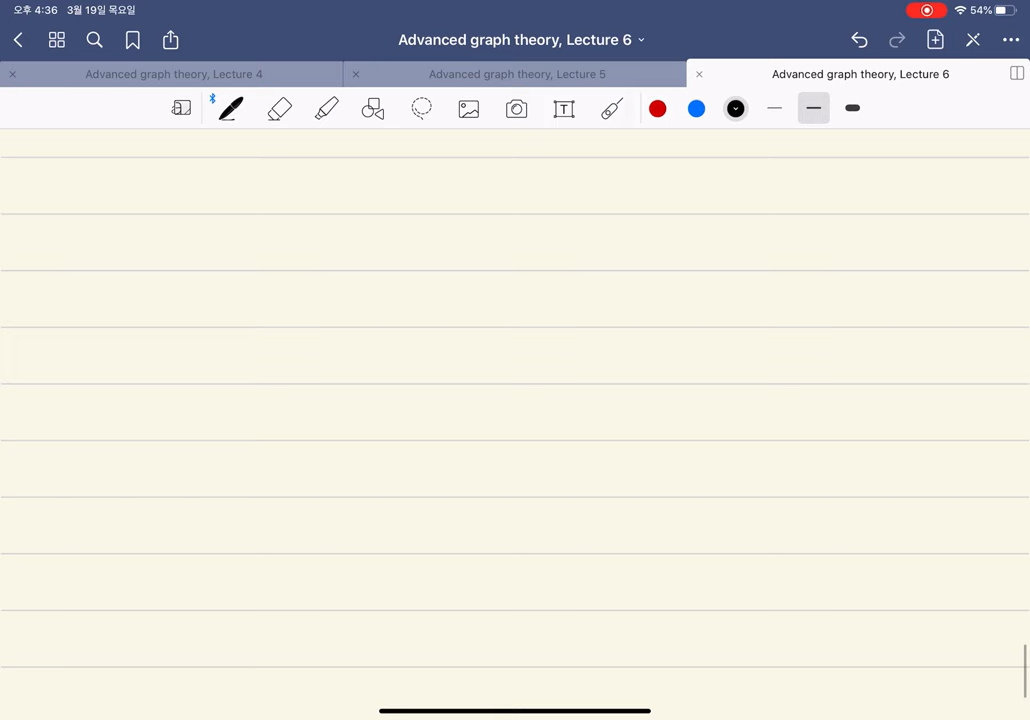 오후 4:36 3월 19일 목요일 54%
Advanced graph theory, Lecture 6
Advanced graph theory, Lecture 4 Advanced graph theory, Lecture 5 Advanced graph theory, Lecture 6
T